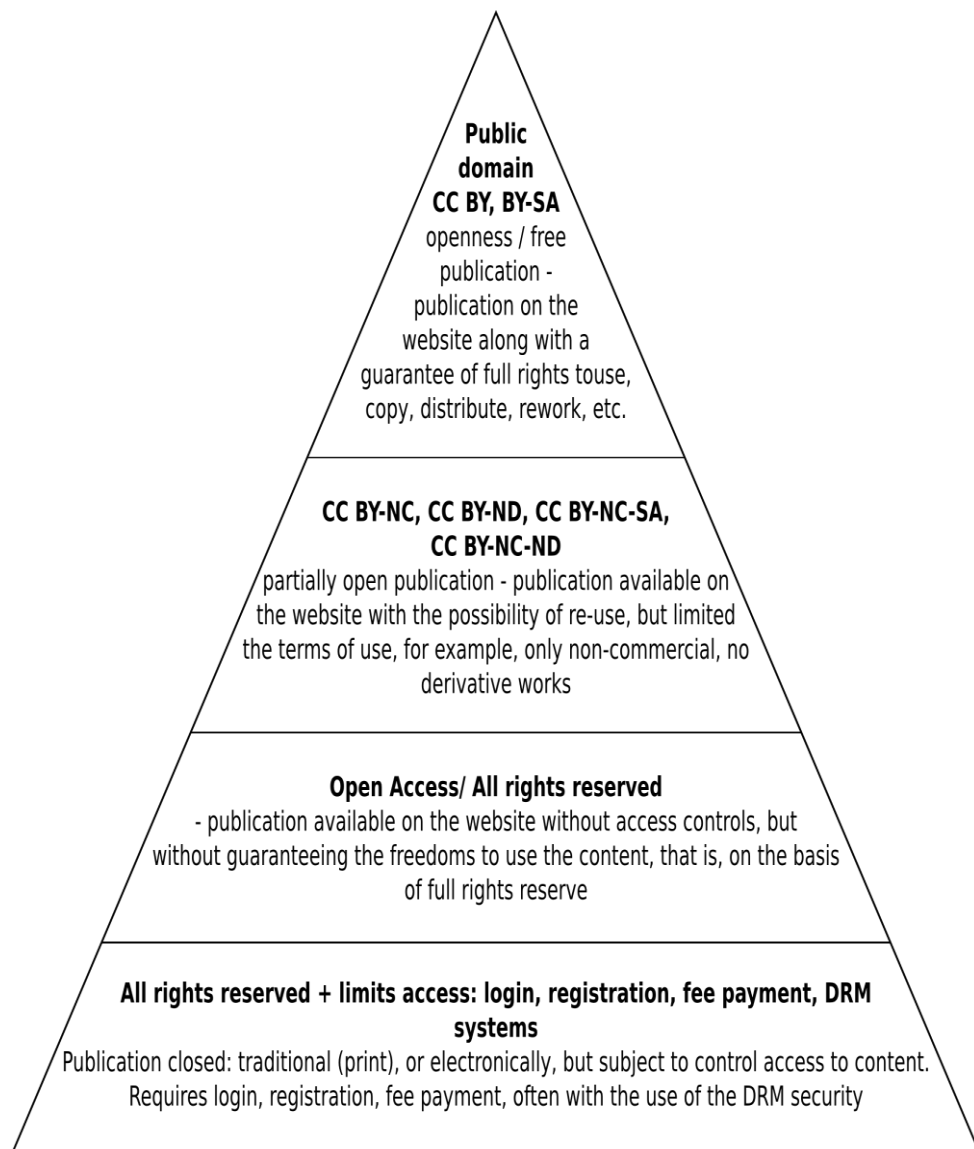 Public
domain
CC BY, BY-SA
openness / free
publication -
publication on the
website along with a
guarantee of full rights touse,
copy, distribute, rework, etc.
CC BY-NC, CC BY-ND, CC BY-NC-SA,
CC BY-NC-ND
partially open publication - publication available on
the website with the possibility of re-use, but limited
the terms of use, for example, only non-commercial, no
derivative works
Open Access/ All rights reserved
- publication available on the website without access controls, but
without guaranteeing the freedoms to use the content, that is, on the basis
of full rights reserve
All rights reserved + limits access: login, registration, fee payment, DRM
systems
Publication closed: traditional (print), or electronically, but subject to control access to content.
Requires login, registration, fee payment, often with the use of the DRM security